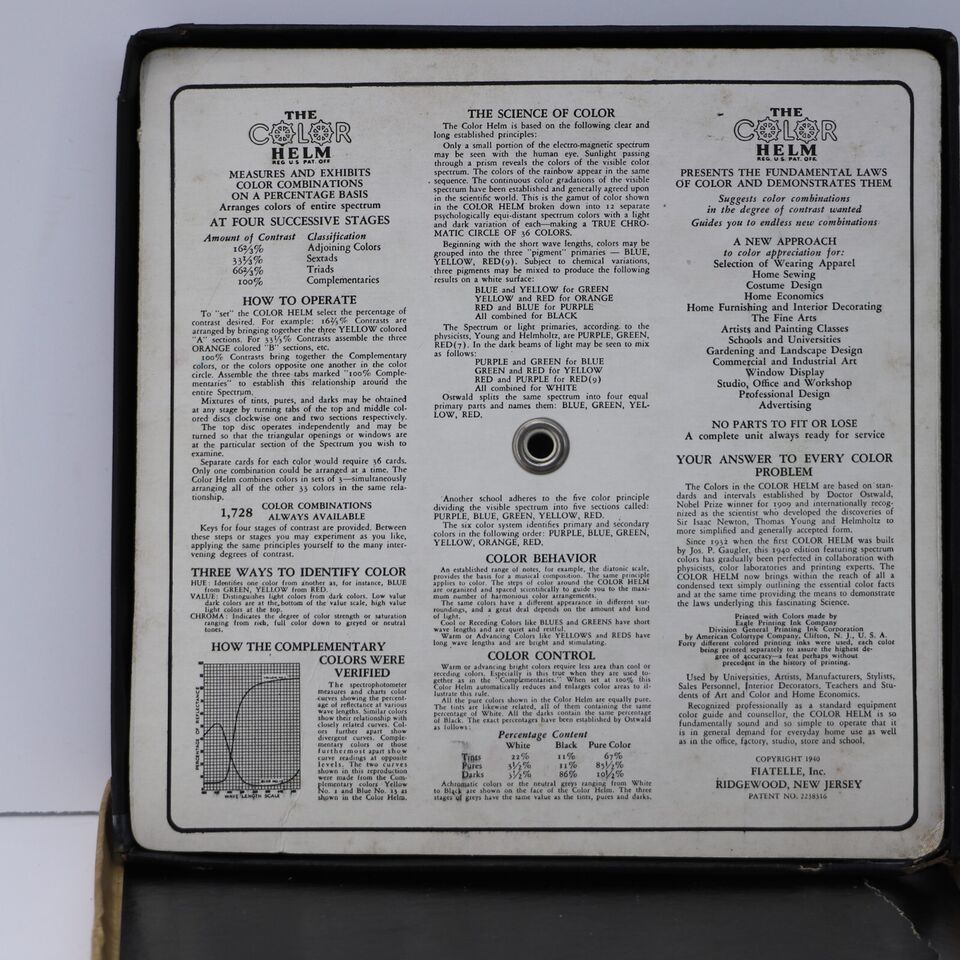 THE
COLOR
HELM
REG. U.S. PAT. OFF.
MEASURES AND EXHIBITS
COLOR COMBINATIONS
ON A PERCENTAGE BASIS
Arranges colors of entire spectrum
AT FOUR SUCCESSIVE STAGES
Amount of Contrast Classification
16⅔% Adjoining Colors
33⅓% Sextads
66⅔% Triads
100% Complementaries
HOW TO OPERATE
To "set" the COLOR HELM select the percentage of
contrast desired. For example: 16⅔% Contrasts are
arranged by bringing together the three YELLOW colored
"A" sections. For 33⅓% Contrasts assemble the three
ORANGE colored "B" sections, etc.
100% Contrasts bring together the Complementary
colors, or the colors opposite one another in the color
circle. Assemble the three tabs marked "100% Comple-
mentaries" to establish this relationship around the
entire Spectrum.
Mixtures of tints, pures, and darks may be obtained
at any stage by turning tabs of the top and middle col-
ored discs clockwise one and two sections respectively.
The top disc operates independently and may be
turned so that the triangular openings or windows are
at the particular section of the Spectrum you wish to
examine.
Separate cards for each color would require 36 cards.
Only one combination could be arranged at a time. The
Color Helm combines colors in sets of 3—simultaneously
arranging all of the other 33 colors in the same rela-
tionship.
1,728 COLOR COMBINATIONS
ALWAYS AVAILABLE
Keys for four stages of contrast are provided. Between
these steps or stages you may experiment as you like,
applying the same principles yourself to the many inter-
vening degrees of contrast.
THREE WAYS TO IDENTIFY COLOR
HUE: Identifies one color from another as, for instance, BLUE
from GREEN, YELLOW from RED.
VALUE: Distinguishes light colors from dark colors. Low value
dark colors are at the bottom of the value scale, high value
light colors at the top.
CHROMA: Indicates the degree of color strength or saturation
ranging from rich, full color down to greyed or neutral
tones.
HOW THE COMPLEMENTARY
COLORS WERE
VERIFIED
The spectrophotometer
measures and charts color
curves showing the percent-
age of reflectance at various
wave lengths. Similar colors
show their relationship with
closely related curves. Col-
ors further apart show
divergent curves. Comple-
mentary colors or those
furthermost apart show
curve readings at opposite
levels. The two curves
shown in this reproduction
were made from the Com-
plementary colors Yellow
No. 1 and Blue No. 13 as
shown in the Color Helm.
PERCENTAGE OF REFLECTANCE
WAVE LENGTH SCALE
THE SCIENCE OF COLOR
The Color Helm is based on the following clear and
long established principles:
Only a small portion of the electro-magnetic spectrum
may be seen with the human eye. Sunlight passing
through a prism reveals the colors of the visible color
spectrum. The colors of the rainbow appear in the same
sequence. The continuous color gradations of the visible
spectrum have been established and generally agreed upon
in the scientific world. This is the gamut of color shown
in the COLOR HELM broken down into 12 separate
psychologically equi-distant spectrum colors with a light
and dark variation of each—making a TRUE CHRO-
MATIC CIRCLE OF 36 COLORS.
Beginning with the short wave lengths, colors may be
grouped into the three "pigment" primaries — BLUE,
YELLOW, RED(9). Subject to chemical variations,
three pigments may be mixed to produce the following
results on a white surface:
BLUE and YELLOW for GREEN
YELLOW and RED for ORANGE
RED and BLUE for PURPLE
All combined for BLACK
The Spectrum or light primaries, according to the
physicists, Young and Helmholtz, are PURPLE, GREEN,
RED(7). In the dark beams of light may be seen to mix
as follows:
PURPLE and GREEN for BLUE
GREEN and RED for YELLOW
RED and PURPLE for RED(9)
All combined for WHITE
Ostwald splits the same spectrum into four equal
primary parts and names them: BLUE, GREEN, YEL-
LOW, RED.
Another school adheres to the five color principle
dividing the visible spectrum into five sections called:
PURPLE, BLUE, GREEN, YELLOW, RED.
The six color system identifies primary and secondary
colors in the following order: PURPLE, BLUE, GREEN,
YELLOW, ORANGE, RED.
COLOR BEHAVIOR
An established range of notes, for example, the diatonic scale,
provides the basis for a musical composition. The same principle
applies to color. The steps of color around the COLOR HELM
are organized and spaced scientifically to guide you to the maxi-
mum number of harmonious color arrangements.
The same colors have a different appearance in different sur-
roundings, and a great deal depends on the amount and kind
of light.
Cool or Receding Colors like BLUES and GREENS have short
wave lengths and are quiet and restful.
Warm or Advancing Colors like YELLOWS and REDS have
long wave lengths and are bright and stimulating.
COLOR CONTROL
Warm or advancing bright colors require less area than cool or
receding colors. Especially is this true when they are used to-
gether as in the "Complementaries." When set at 100% this
Color Helm automatically reduces and enlarges color areas to il-
lustrate this rule.
All the pure colors shown in the Color Helm are equally pure.
The tints are likewise related, all of them containing the same
percentage of White. All the darks contain the same amount
of Black. The exact percentages have been established by Ostwald
as follows:
Percentage Content
White Black Pure Color
Tints 22% 11% 67%
Pures 3½% 11% 85½%
Darks 3½% 86% 10½%
Achromatic colors or the neutral greys ranging from White
to Black are shown on the face of the Color Helm. The three
stages of greys have the same value as the tints, pures and darks.
THE
COLOR
HELM
REG. U.S. PAT. OFF.
PRESENTS THE FUNDAMENTAL LAWS
OF COLOR AND DEMONSTRATES THEM
Suggests color combinations
in the degree of contrast wanted
Guides you to endless new combinations
A NEW APPROACH
to color appreciation for:
Selection of Wearing Apparel
Home Sewing
Costume Design
Home Economics
Home Furnishing and Interior Decorating
The Fine Arts
Artists and Painting Classes
Schools and Universities
Gardening and Landscape Design
Commercial and Industrial Art
Window Display
Studio, Office and Workshop
Professional Design
Advertising
NO PARTS TO FIT OR LOSE
A complete unit always ready for service
YOUR ANSWER TO EVERY COLOR
PROBLEM
The Colors in the COLOR HELM are based on stan-
dards and intervals established by Doctor Ostwald,
Nobel Prize winner for 1909 and internationally recog-
nized as the scientist who developed the discoveries of
Sir Isaac Newton, Thomas Young and Helmholtz to
more simplified and generally accepted form.
Since 1932 when the first COLOR HELM was built
by Jos. P. Gaugler, this 1940 edition featuring spectrum
colors has gradually been perfected in collaboration with
physicists, color laboratories and printing experts. The
COLOR HELM now brings within the reach of all a
condensed text simply outlining the essential color facts
and at the same time providing the means to demonstrate
the laws underlying this fascinating Science.
Printed with Colors made by
Eagle Printing Ink Company
Division General Printing Ink Corporation
by American Colortype Company, Clifton, N. J., U. S. A.
Forty different colored printing inks were used, each color
being printed separately to assure the highest de-
gree of accuracy—a feat perhaps without
precedent in the history of printing.
Used by Universities, Artists, Manufacturers, Stylists,
Sales Personnel, Interior Decorators, Teachers and Stu-
dents of Art and Color and Home Economics.
Recognized by professional as a standard equipment
color guide and counsellor, the COLOR HELM is so
fundamentally sound and so simple to operate that it
is in general demand for everyday home use as well
as in the office, factory, studio, store and school.
COPYRIGHT 1940
FIATELLE, Inc.
RIDGEWOOD, NEW JERSEY
PATENT NO. 2238516